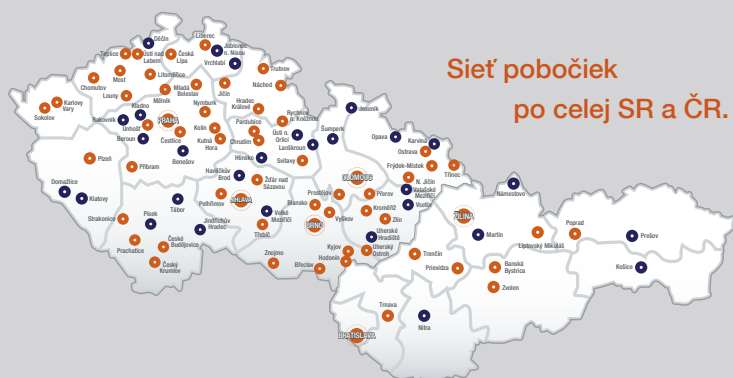 Sieť pobočiek
po celej SR a ČR.
Děčín
Liberec
Teplice
Ústí nad
Labem
Česká
Lípa
Jablonec
n. Nisou
Vrchlabí
Trutnov
Most
Litoměřice
Chomutov
Mladá
Boleslav
Jičín
Náchod
Louny
Mělník
Karlovy
Vary
Sokolov
Kladno
Nymburk
Hradec
Králové
Rychnov
n. Kněžnou
Jeseník
Rakovník
Unhošť
PRAHA
Kolín
Pardubice
Ústí n.
Orlicí
Šumperk
Opava
Karviná
Beroun
Čestlice
Kutná
Hora
Chrudim
Lanškroun
Ostrava
Plzeň
Příbram
Benešov
Hlinsko
Svitavy
Frýdek-Místek
Třinec
Havlíčkův
Brod
Žďár nad
Sázavou
OLOMOUC
N. Jičín
Valašské
Meziříčí
Námestovo
Domažlice
Klatovy
Tábor
Pelhřimov
JIHLAVA
Prostějov
Přerov
Vsetín
Blansko
Kroměříž
Strakonice
Písek
Jindřichův
Hradec
Velké
Meziříčí
Vyškov
Zlín
ŽILINA
Třebíč
BRNO
Uherské
Hradiště
Martin
Liptovský Mikuláš
Poprad
Prešov
Prachatice
České
Budějovice
Kyjov
Uherský
Ostroh
Trenčín
Český
Krumlov
Znojmo
Hodonín
Břeclav
Prievidza
Banská
Bystrica
Košice
Zvolen
Trnava
Nitra
BRATISLAVA